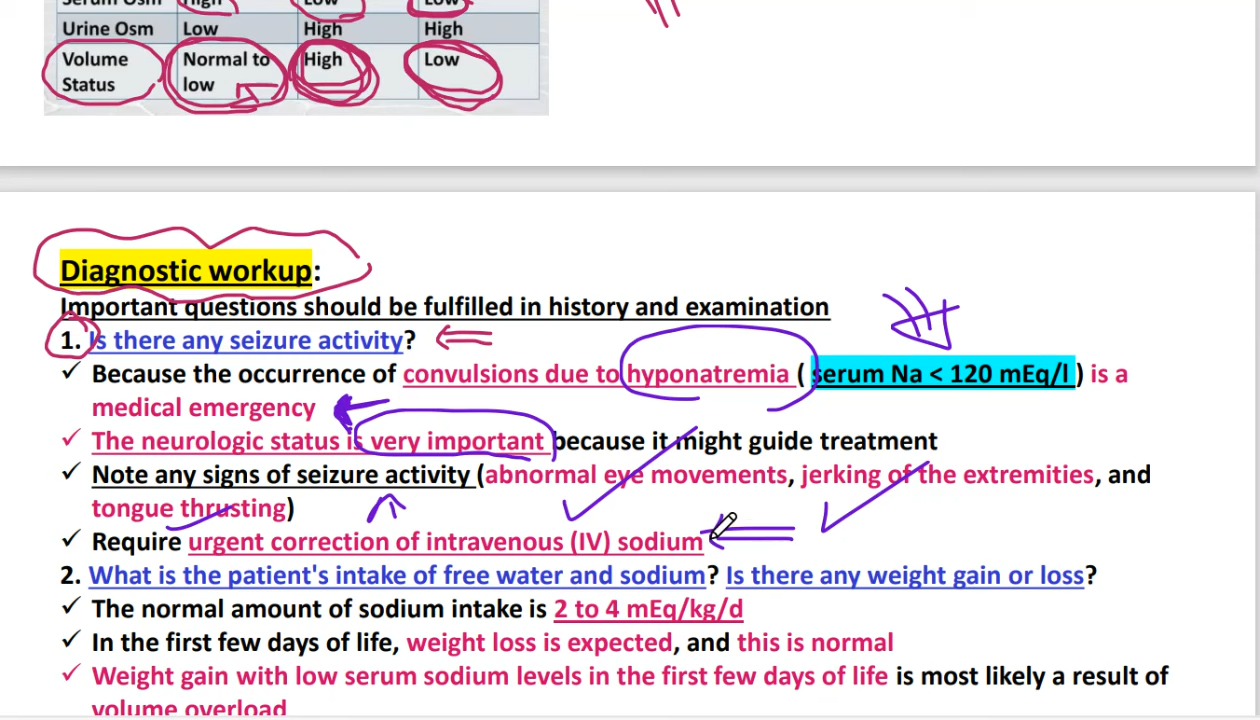 Serum Osm High Low Low
Urine Osm Low High High
Volume Status Normal to low High Low
Diagnostic workup:
Important questions should be fulfilled in history and examination
1. Is there any seizure activity?
✓ Because the occurrence of convulsions due to hyponatremia ( serum Na < 120 mEq/l ) is a
medical emergency
✓ The neurologic status is very important because it might guide treatment
✓ Note any signs of seizure activity (abnormal eye movements, jerking of the extremities, and
tongue thrusting)
✓ Require urgent correction of intravenous (IV) sodium
2. What is the patient's intake of free water and sodium? Is there any weight gain or loss?
✓ The normal amount of sodium intake is 2 to 4 mEq/kg/d
✓ In the first few days of life, weight loss is expected, and this is normal
✓ Weight gain with low serum sodium levels in the first few days of life is most likely a result of
volume overload